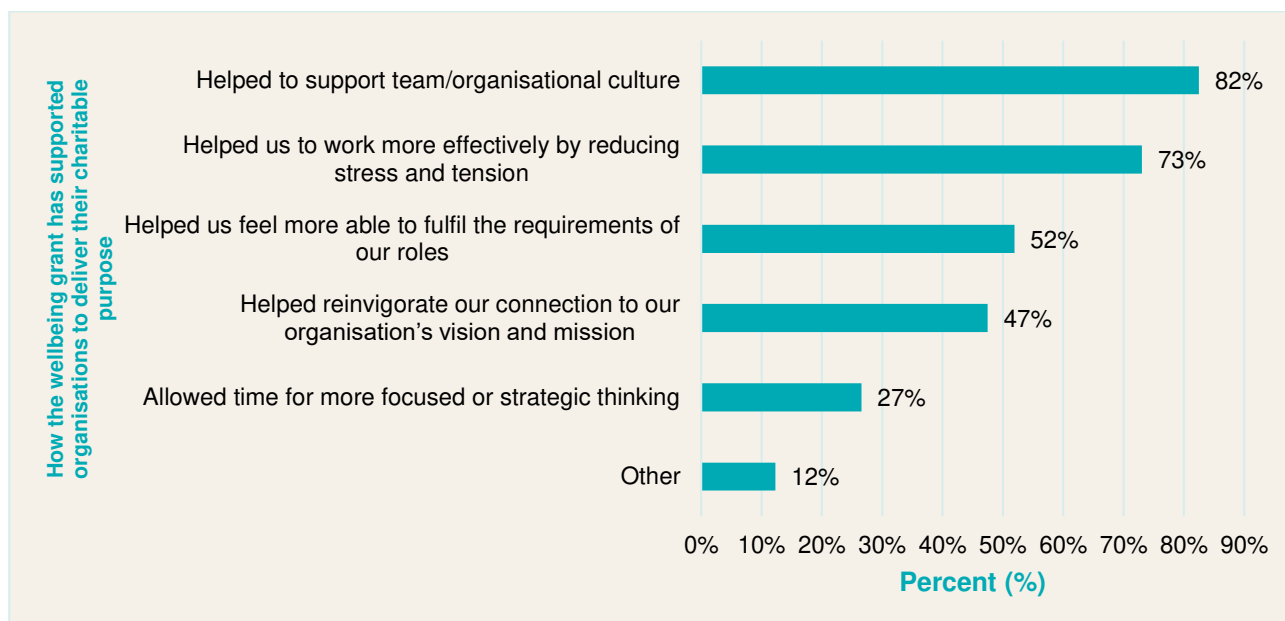 How the wellbeing grant has supported
organisations to deliver their charitable
purpose
Helped to support team/organisational culture
82%
Helped us to work more effectively by reducing
stress and tension
73%
Helped us feel more able to fulfil the requirements of
our roles
52%
Helped reinvigorate our connection to our
organisation’s vision and mission
47%
Allowed time for more focused or strategic thinking
27%
Other
12%
0% 10% 20% 30% 40% 50% 60% 70% 80% 90%
Percent (%)